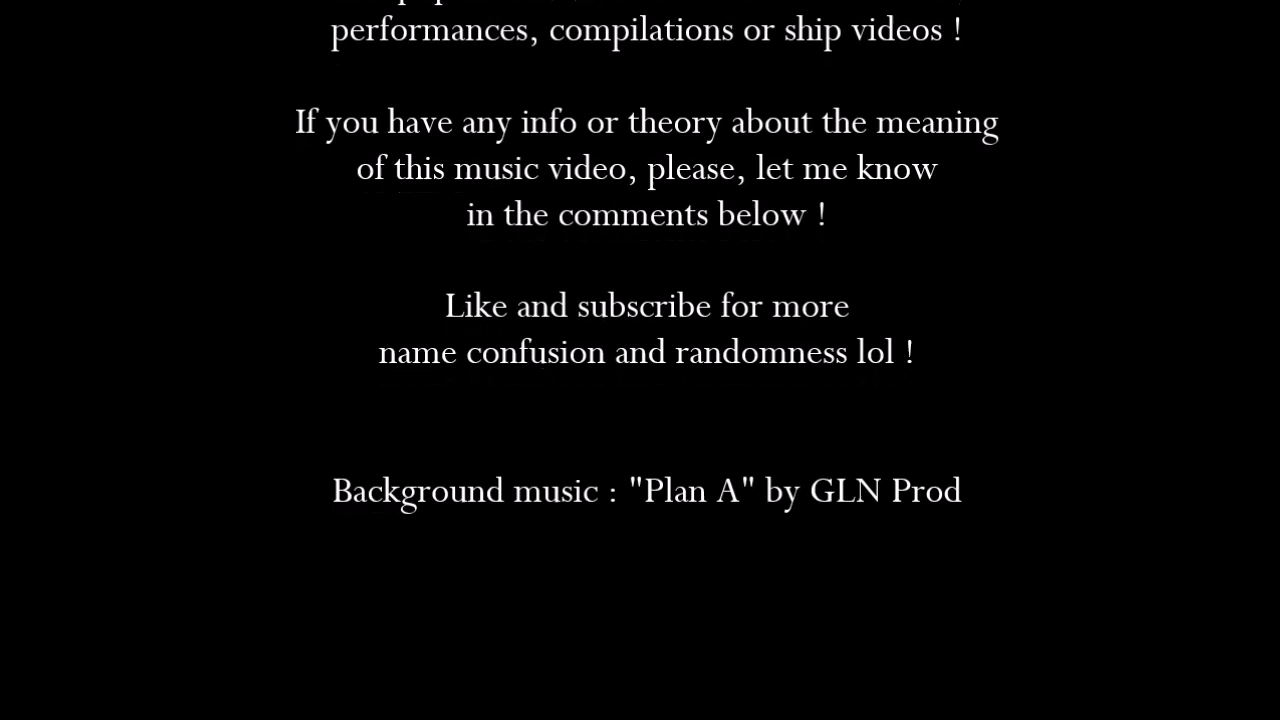 performances, compilations or ship videos !
If you have any info or theory about the meaning
of this music video, please, let me know
in the comments below !
Like and subscribe for more
name confusion and randomness lol !
Background music : "Plan A" by GLN Prod